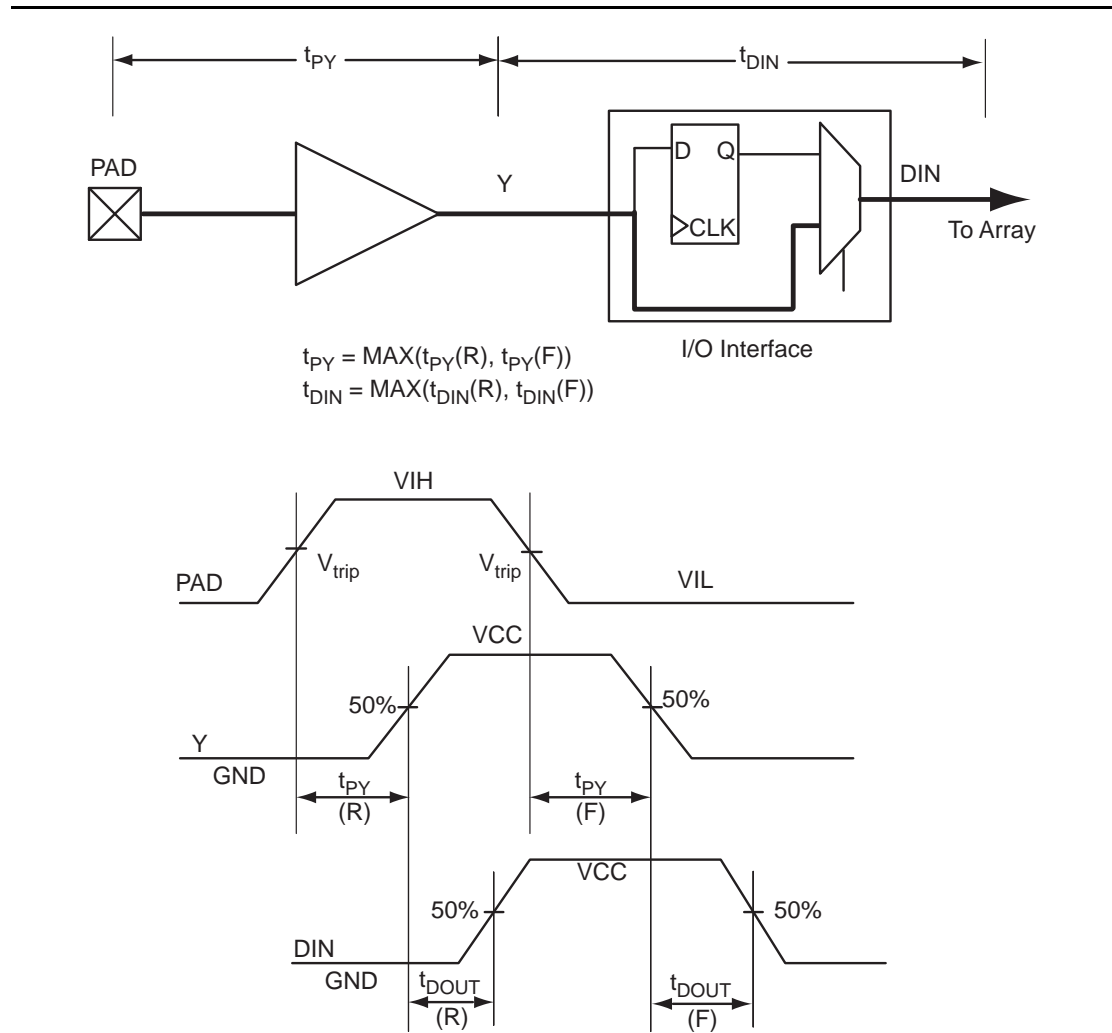 tPY
tDIN
PAD
Y
D Q
CLK
DIN
To Array
I/O Interface
tPY = MAX(tPY(R), tPY(F))
tDIN = MAX(tDIN(R), tDIN(F))
VIH
Vtrip
Vtrip
PAD
VIL
VCC
50%
50%
Y
GND
tPY
(R)
tPY
(F)
VCC
50%
50%
DIN
GND
tDOUT
(R)
tDOUT
(F)